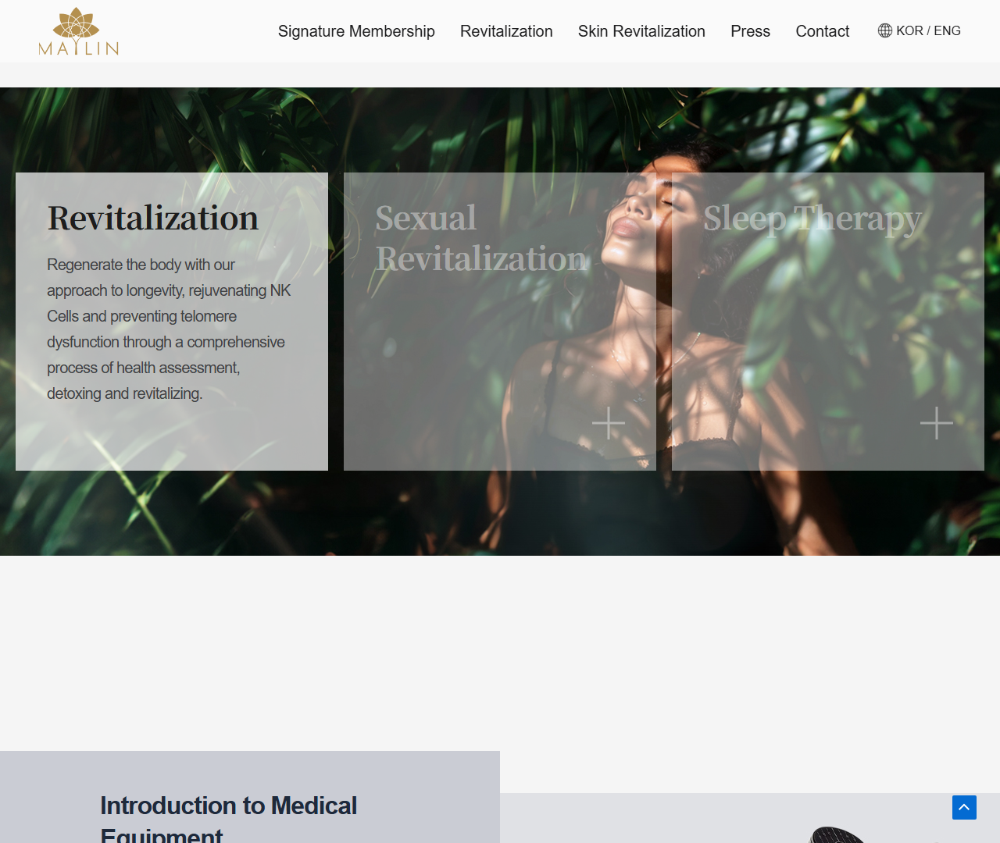 MAYLIN
Signature Membership
Revitalization
Skin Revitalization
Press
Contact
KOR / ENG
Revitalization
Regenerate the body with our
approach to longevity, rejuvenating NK
Cells and preventing telomere
dysfunction through a comprehensive
process of health assessment,
detoxing and revitalizing.
Sexual
Revitalization
Sleep Therapy
Introduction to Medical
Equipment